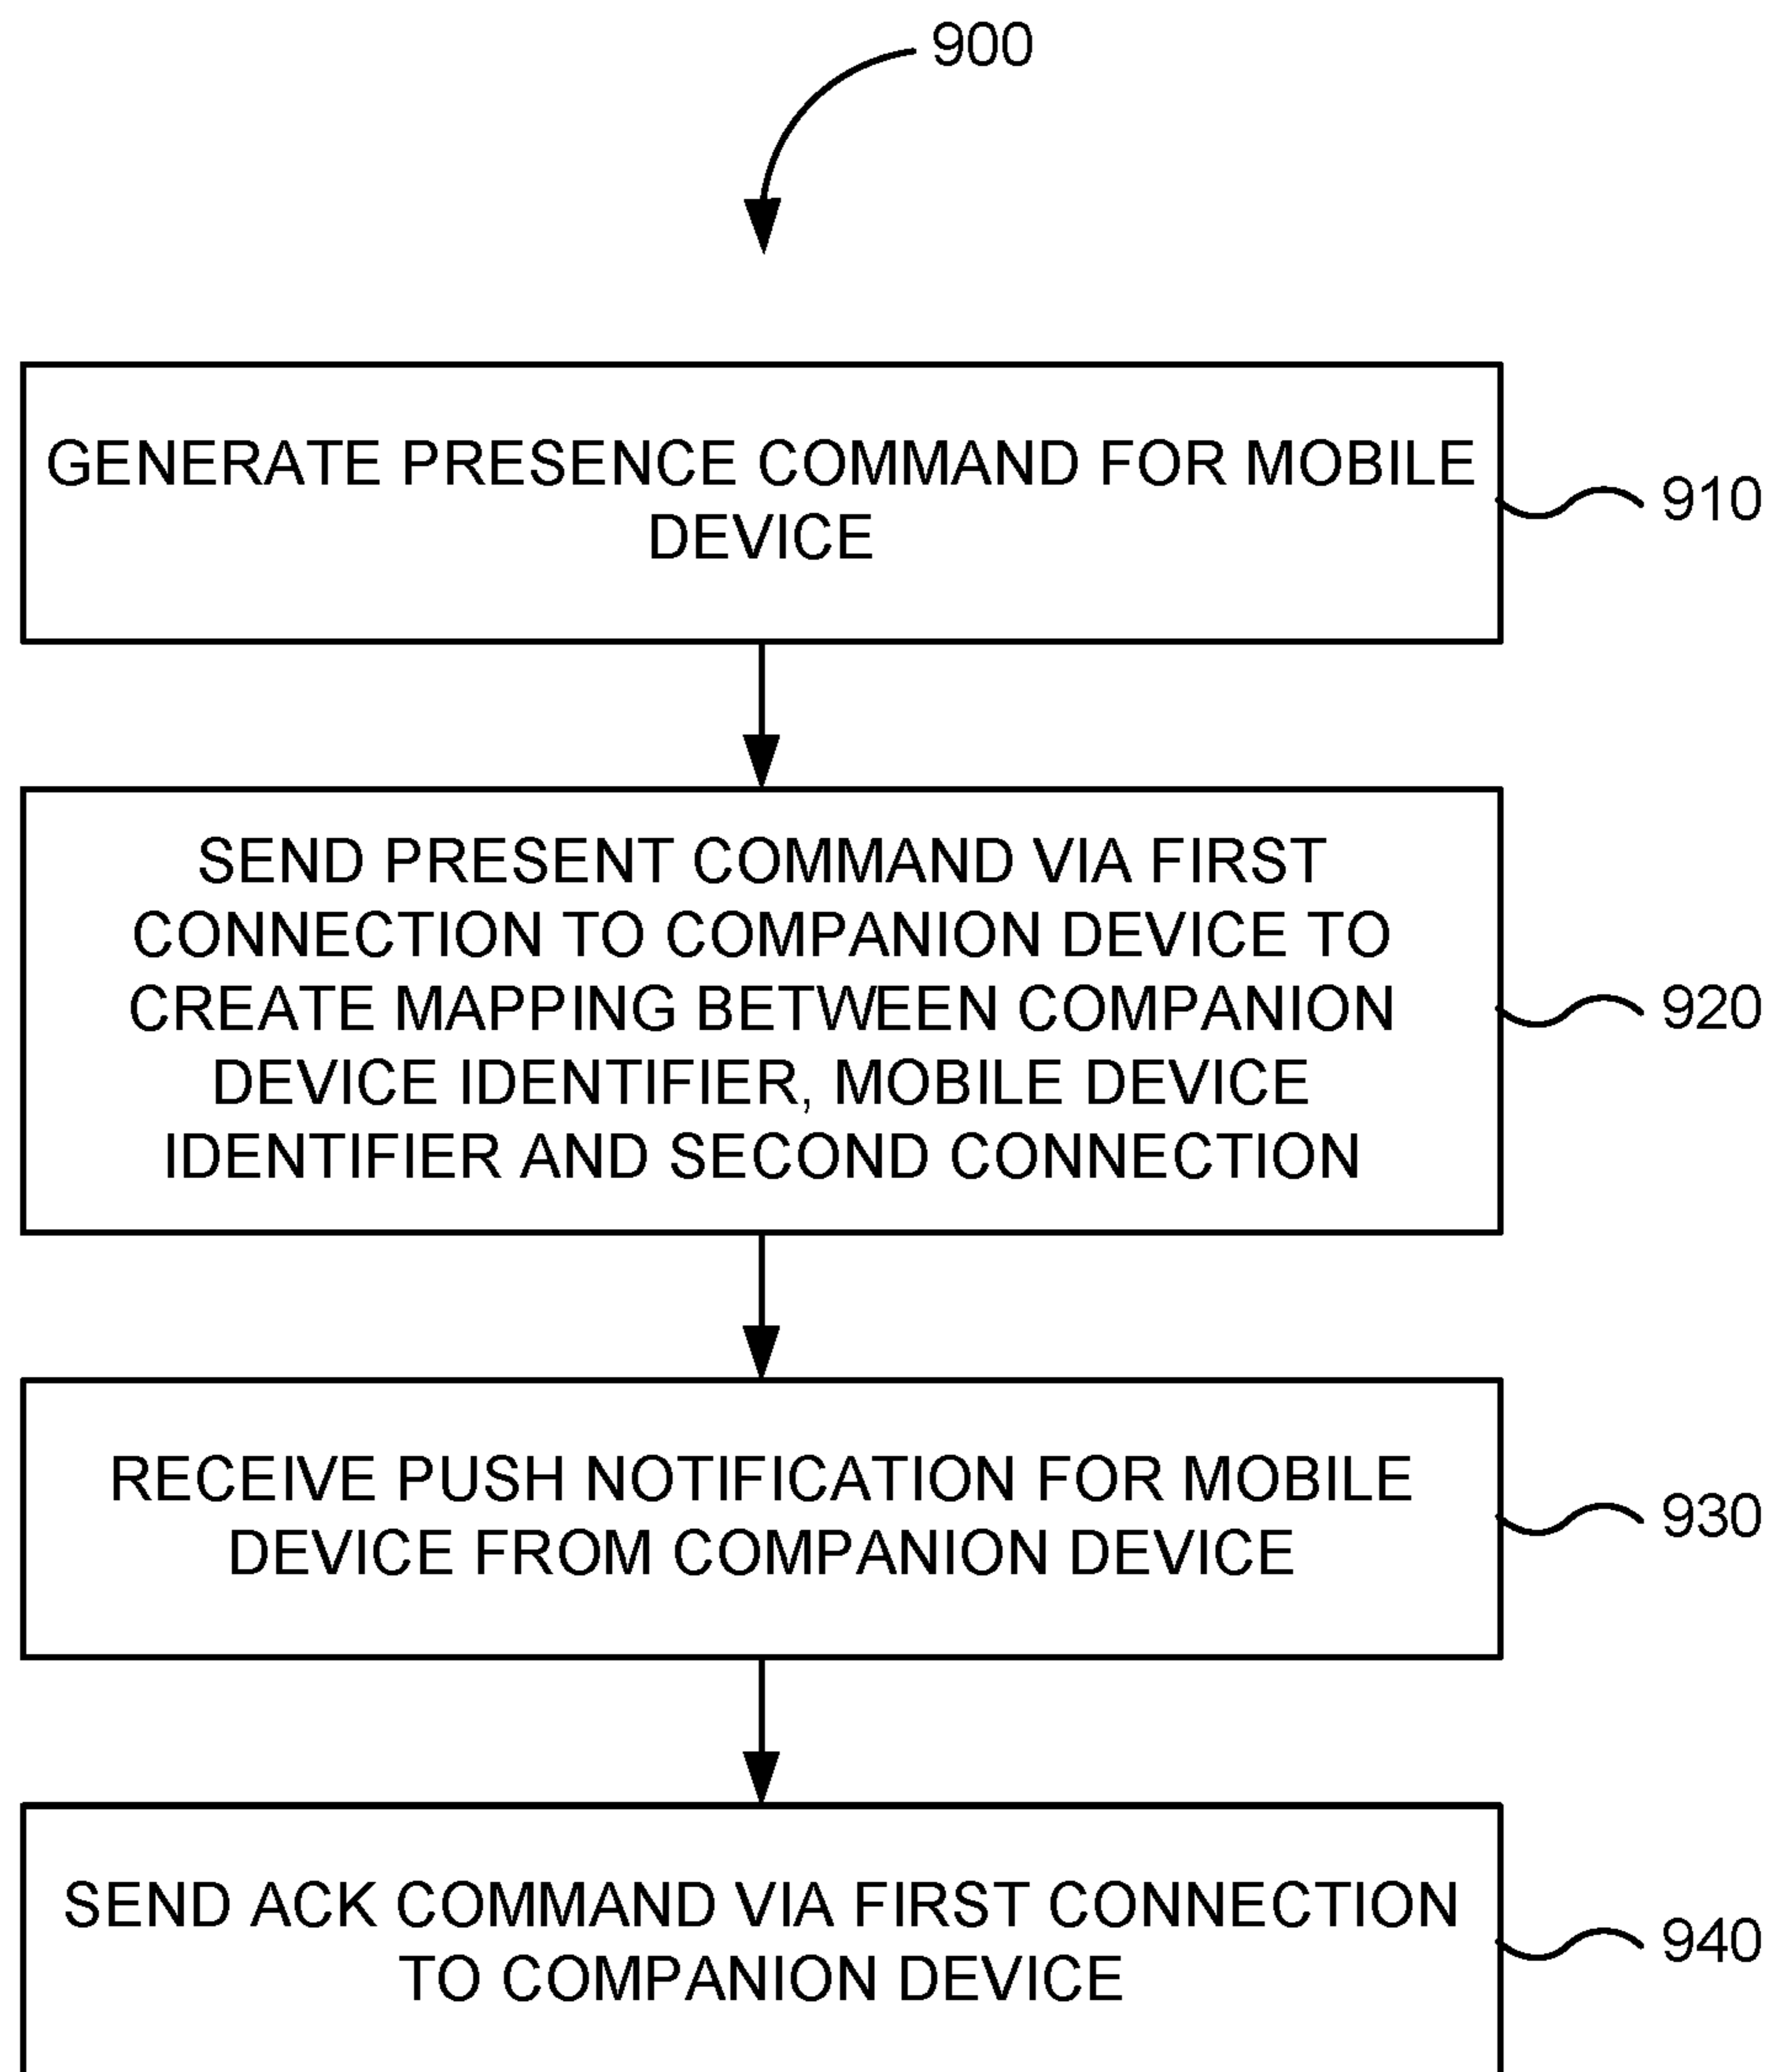 900
GENERATE PRESENCE COMMAND FOR MOBILE
DEVICE
910
SEND PRESENT COMMAND VIA FIRST
CONNECTION TO COMPANION DEVICE TO
CREATE MAPPING BETWEEN COMPANION
DEVICE IDENTIFIER, MOBILE DEVICE
IDENTIFIER AND SECOND CONNECTION
920
RECEIVE PUSH NOTIFICATION FOR MOBILE
DEVICE FROM COMPANION DEVICE
930
SEND ACK COMMAND VIA FIRST CONNECTION
TO COMPANION DEVICE
940